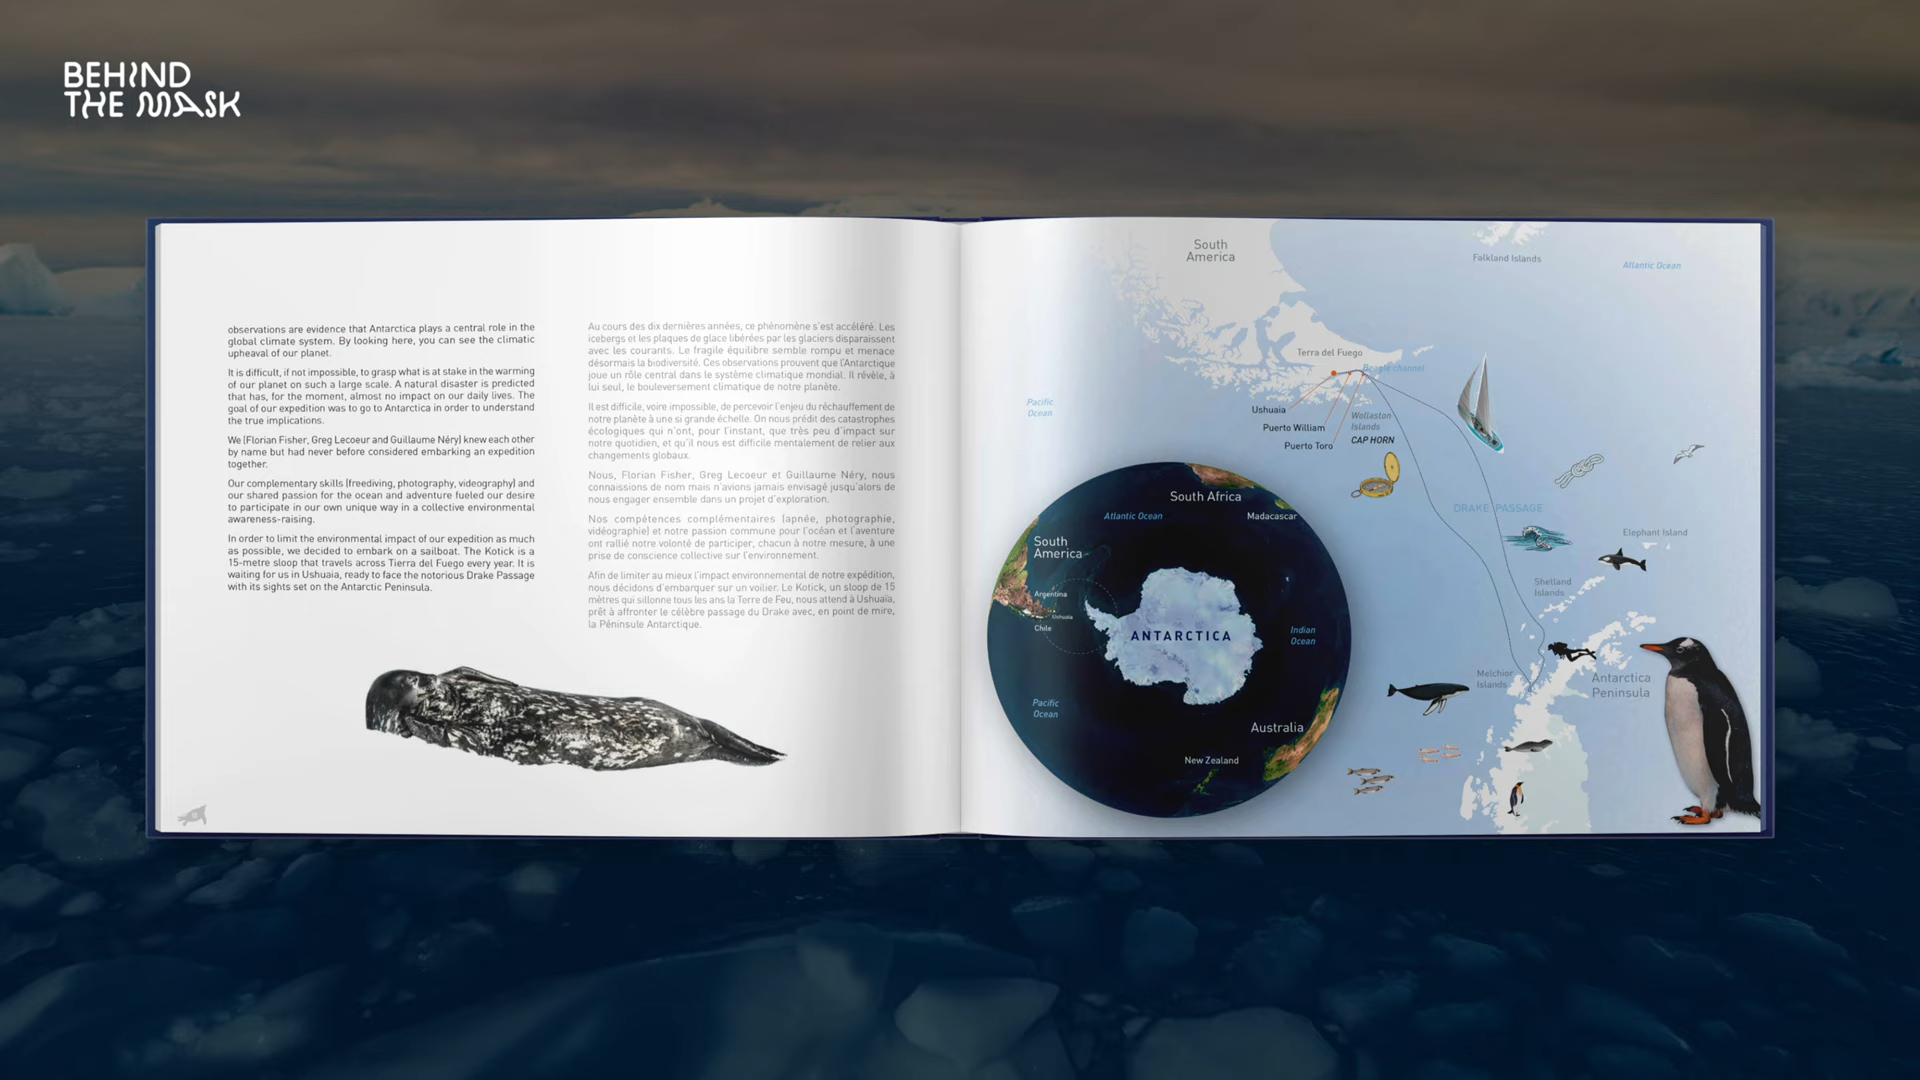 BEHIND
THE MASK
observations are evidence that Antarctica plays a central role in the
global climate system. By looking here, you can see the climatic
upheaval of our planet.
It is difficult, if not impossible, to grasp what is at stake in the warming
of our planet on such a large scale. A natural disaster is predicted
that has, for the moment, almost no impact on our daily lives. The
goal of our expedition was to go to Antarctica in order to understand
the true implications.
We (Florian Fisher, Greg Lecoeur and Guillaume Néry) knew each other
by name but had never before considered embarking an expedition
together.
Our complementary skills (freediving, photography, videography) and
our shared passion for the ocean and adventure fueled our desire
to participate in our own unique way in a collective environmental
awareness-raising.
In order to limit the environmental impact of our expedition as much
as possible, we decided to embark on a sailboat. The Kotick is a
15-metre sloop that travels across Tierra del Fuego every year. It is
waiting for us in Ushuaia, ready to face the notorious Drake Passage
with its sights set on the Antarctic Peninsula.
Au cours des dix dernières années, ce phénomène s'est accéléré. Les
icebergs et les plaques de glace libérées par les glaciers disparaissent
avec les courants. Le fragile équilibre semble rompu et menace
désormais la biodiversité. Ces observations prouvent que l'Antarctique
joue un rôle central dans le système climatique mondial. Il révèle, à
lui seul, le bouleversement climatique de notre planète.
Il est difficile, voire impossible, de percevoir l'enjeu du réchauffement de
notre planète à une si grande échelle. On nous prédit des catastrophes
écologiques qui n'ont, pour l'instant, que très peu d'impact sur
notre quotidien, et qu'il nous est difficile mentalement de relier aux
changements globaux.
Nous, Florian Fisher, Greg Lecoeur et Guillaume Néry, nous
connaissions de nom mais n'avions jamais envisagé jusqu'alors de
nous engager ensemble dans un projet d'exploration.
Nos compétences complémentaires (apnée, photographie,
vidéographie) et notre passion commune pour l'océan et l'aventure
ont rallié notre volonté de participer, chacun à notre mesure, à une
prise de conscience collective sur l'environnement.
Afin de limiter au mieux l'impact environnemental de notre expédition,
nous décidons d'embarquer sur un voilier. Le Kotick, un sloop de 15
mètres qui sillonne tous les ans la Terre de Feu, nous attend à Ushuaïa,
prêt à affronter le célèbre passage du Drake avec, en point de mire,
la Péninsule Antarctique.
South
America
Falkland Islands
Atlantic Ocean
Terra del Fuego
Beagle channel
Pacific
Ocean
Ushuaia
Puerto William
Puerto Toro
Wollaston
Islands
CAP HORN
DRAKE PASSAGE
Elephant Island
Shetland
Islands
Melchior
Islands
Antarctica
Peninsula
South Africa
Atlantic Ocean
Madagascar
South
America
Argentina
Ushuaia
Chile
ANTARCTICA
Indian
Ocean
Pacific
Ocean
Australia
New Zealand